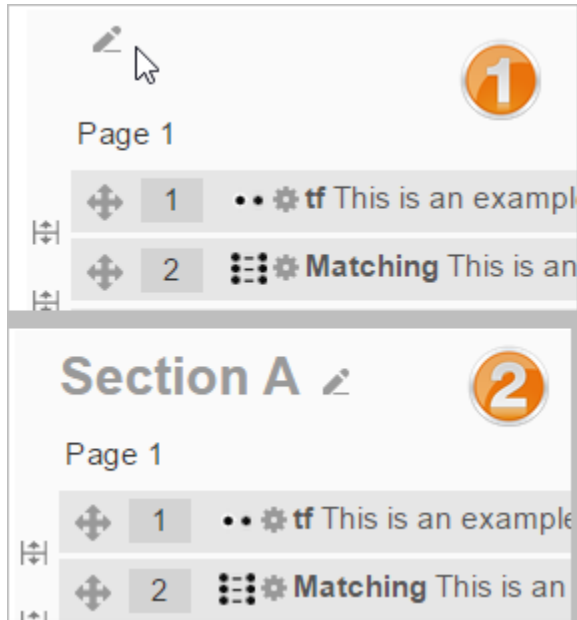 1
Page 1
1 tf This is an exampl
2 Matching This is an
Section A
2
Page 1
1 tf This is an example
2 Matching This is an